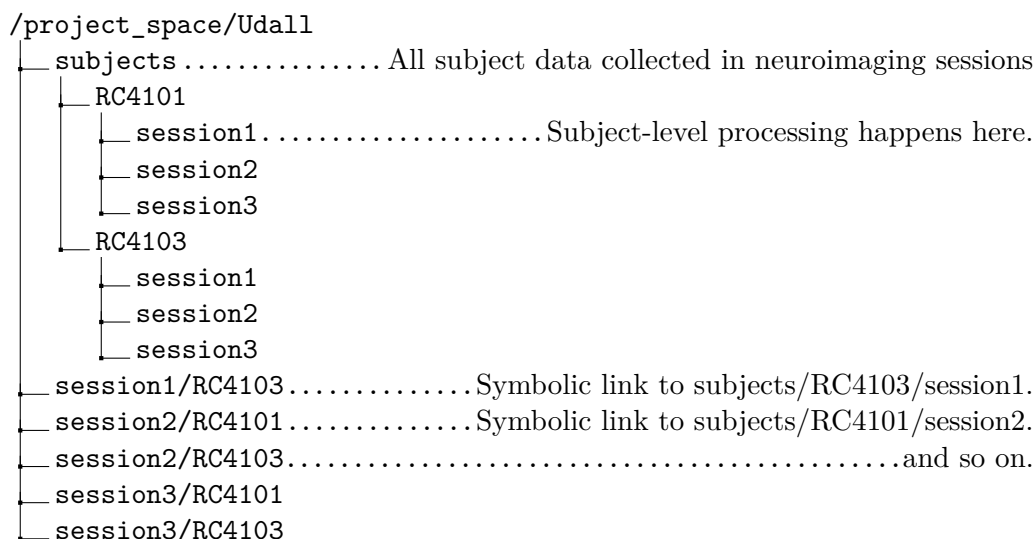 /project_space/Udall
subjects ............... All subject data collected in neuroimaging sessions
RC4101
session1..................... Subject-level processing happens here.
session2
session3
RC4103
session1
session2
session3
session1/RC4103.............. Symbolic link to subjects/RC4103/session1.
session2/RC4101.............. Symbolic link to subjects/RC4101/session2.
session2/RC4103.............................................. and so on.
session3/RC4101
session3/RC4103